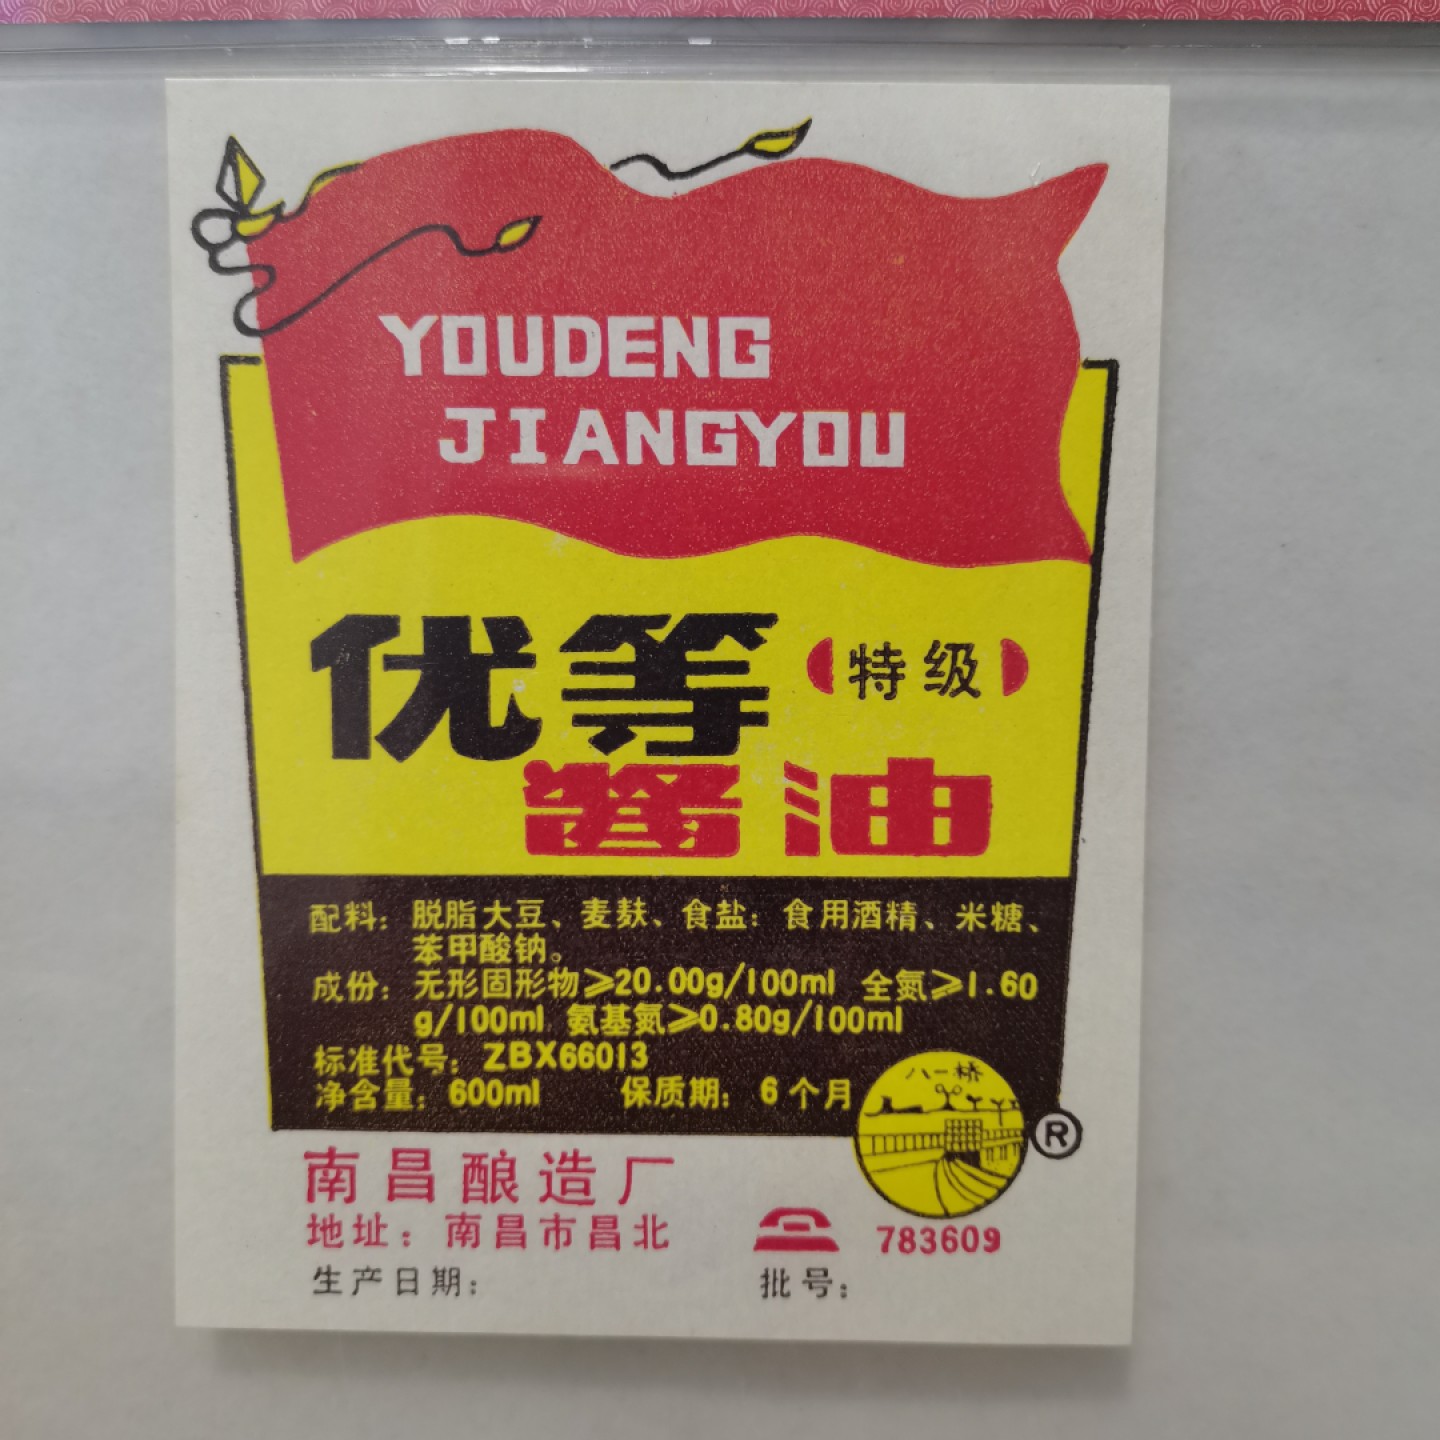 YOUDENG
JIANGYOU
优等
特级
酱油
配料：脱脂大豆、麦麸、食盐：食用酒精、米糖、
苯甲酸钠。
成份：无形固形物≥20.00g/100ml 全氮≥1.60
g/100ml 氨基氮≥0.80g/100ml
标准代号：ZBX66013
净含量：600ml 保质期：6个月
八一桥
R
南昌酿造厂
地址：南昌市昌北
783609
生产日期：
批号：